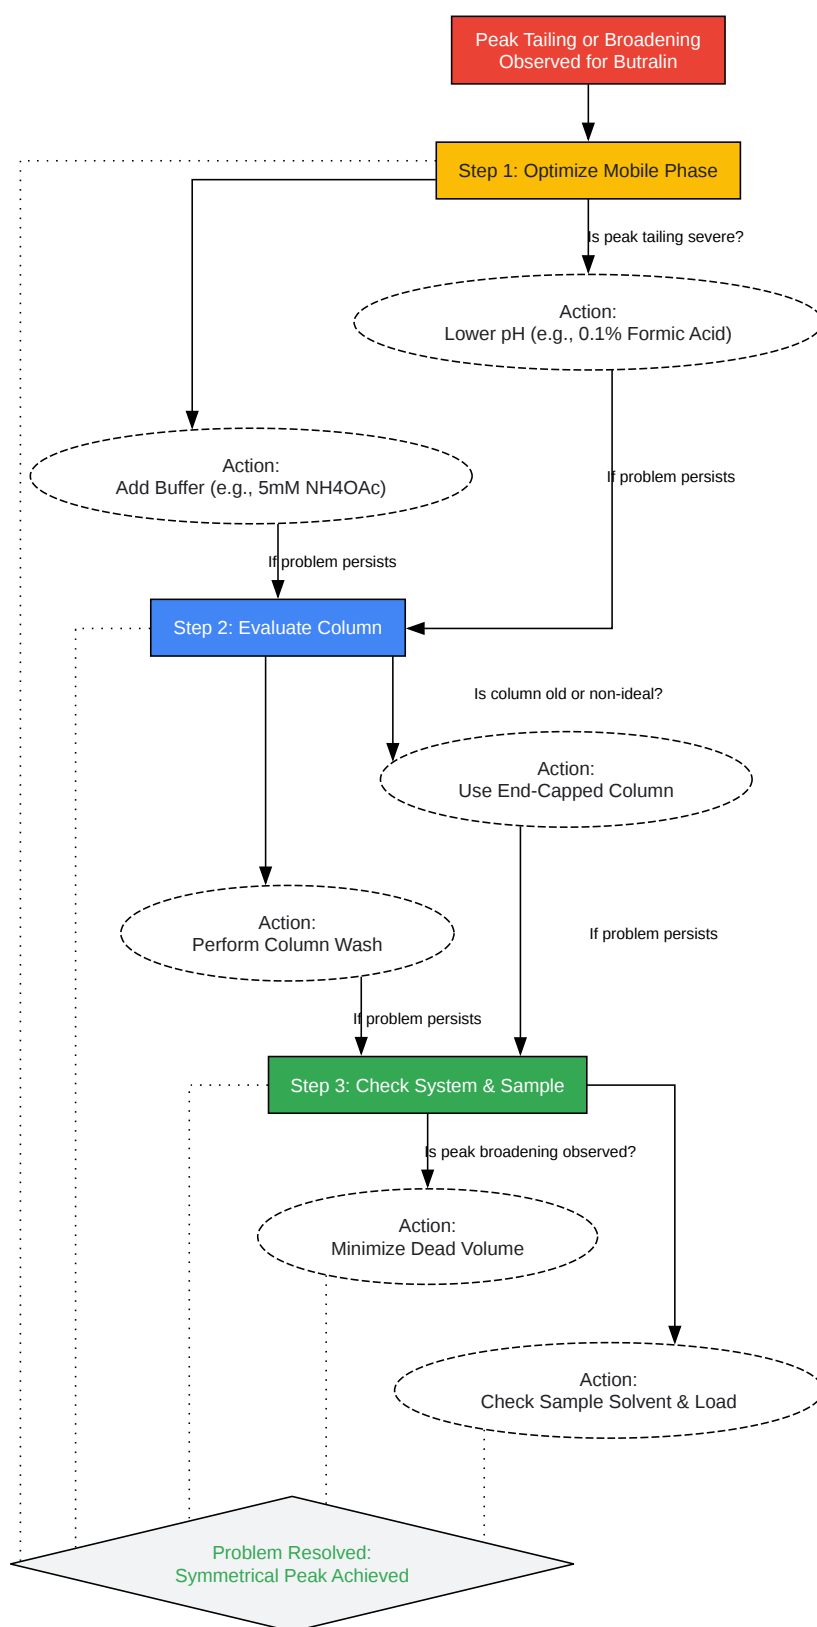 Peak Tailing or Broadening
Observed for Butralin
Step 1: Optimize Mobile Phase
Is peak tailing severe?
Action:
Lower pH (e.g., 0.1% Formic Acid)
Action:
Add Buffer (e.g., 5mM NH4OAc)
If problem persists
If problem persists
Step 2: Evaluate Column
Is column old or non-ideal?
Action:
Use End-Capped Column
Action:
Perform Column Wash
If problem persists
If problem persists
Step 3: Check System & Sample
Is peak broadening observed?
Action:
Minimize Dead Volume
Action:
Check Sample Solvent & Load
Problem Resolved:
Symmetrical Peak Achieved